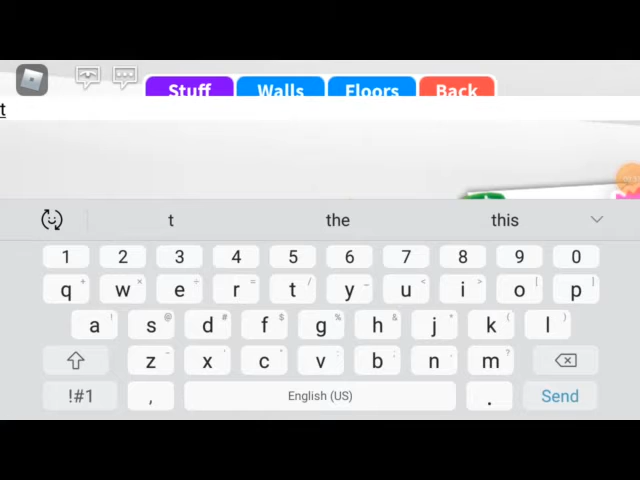 Stuff Walls Floors Back
t
t the this
1 2 3 4 5 6 7 8 9 0
q w e r t y u i o p
a s d f g h j k l
z x c v b n m
!#1 , English (US) . Send